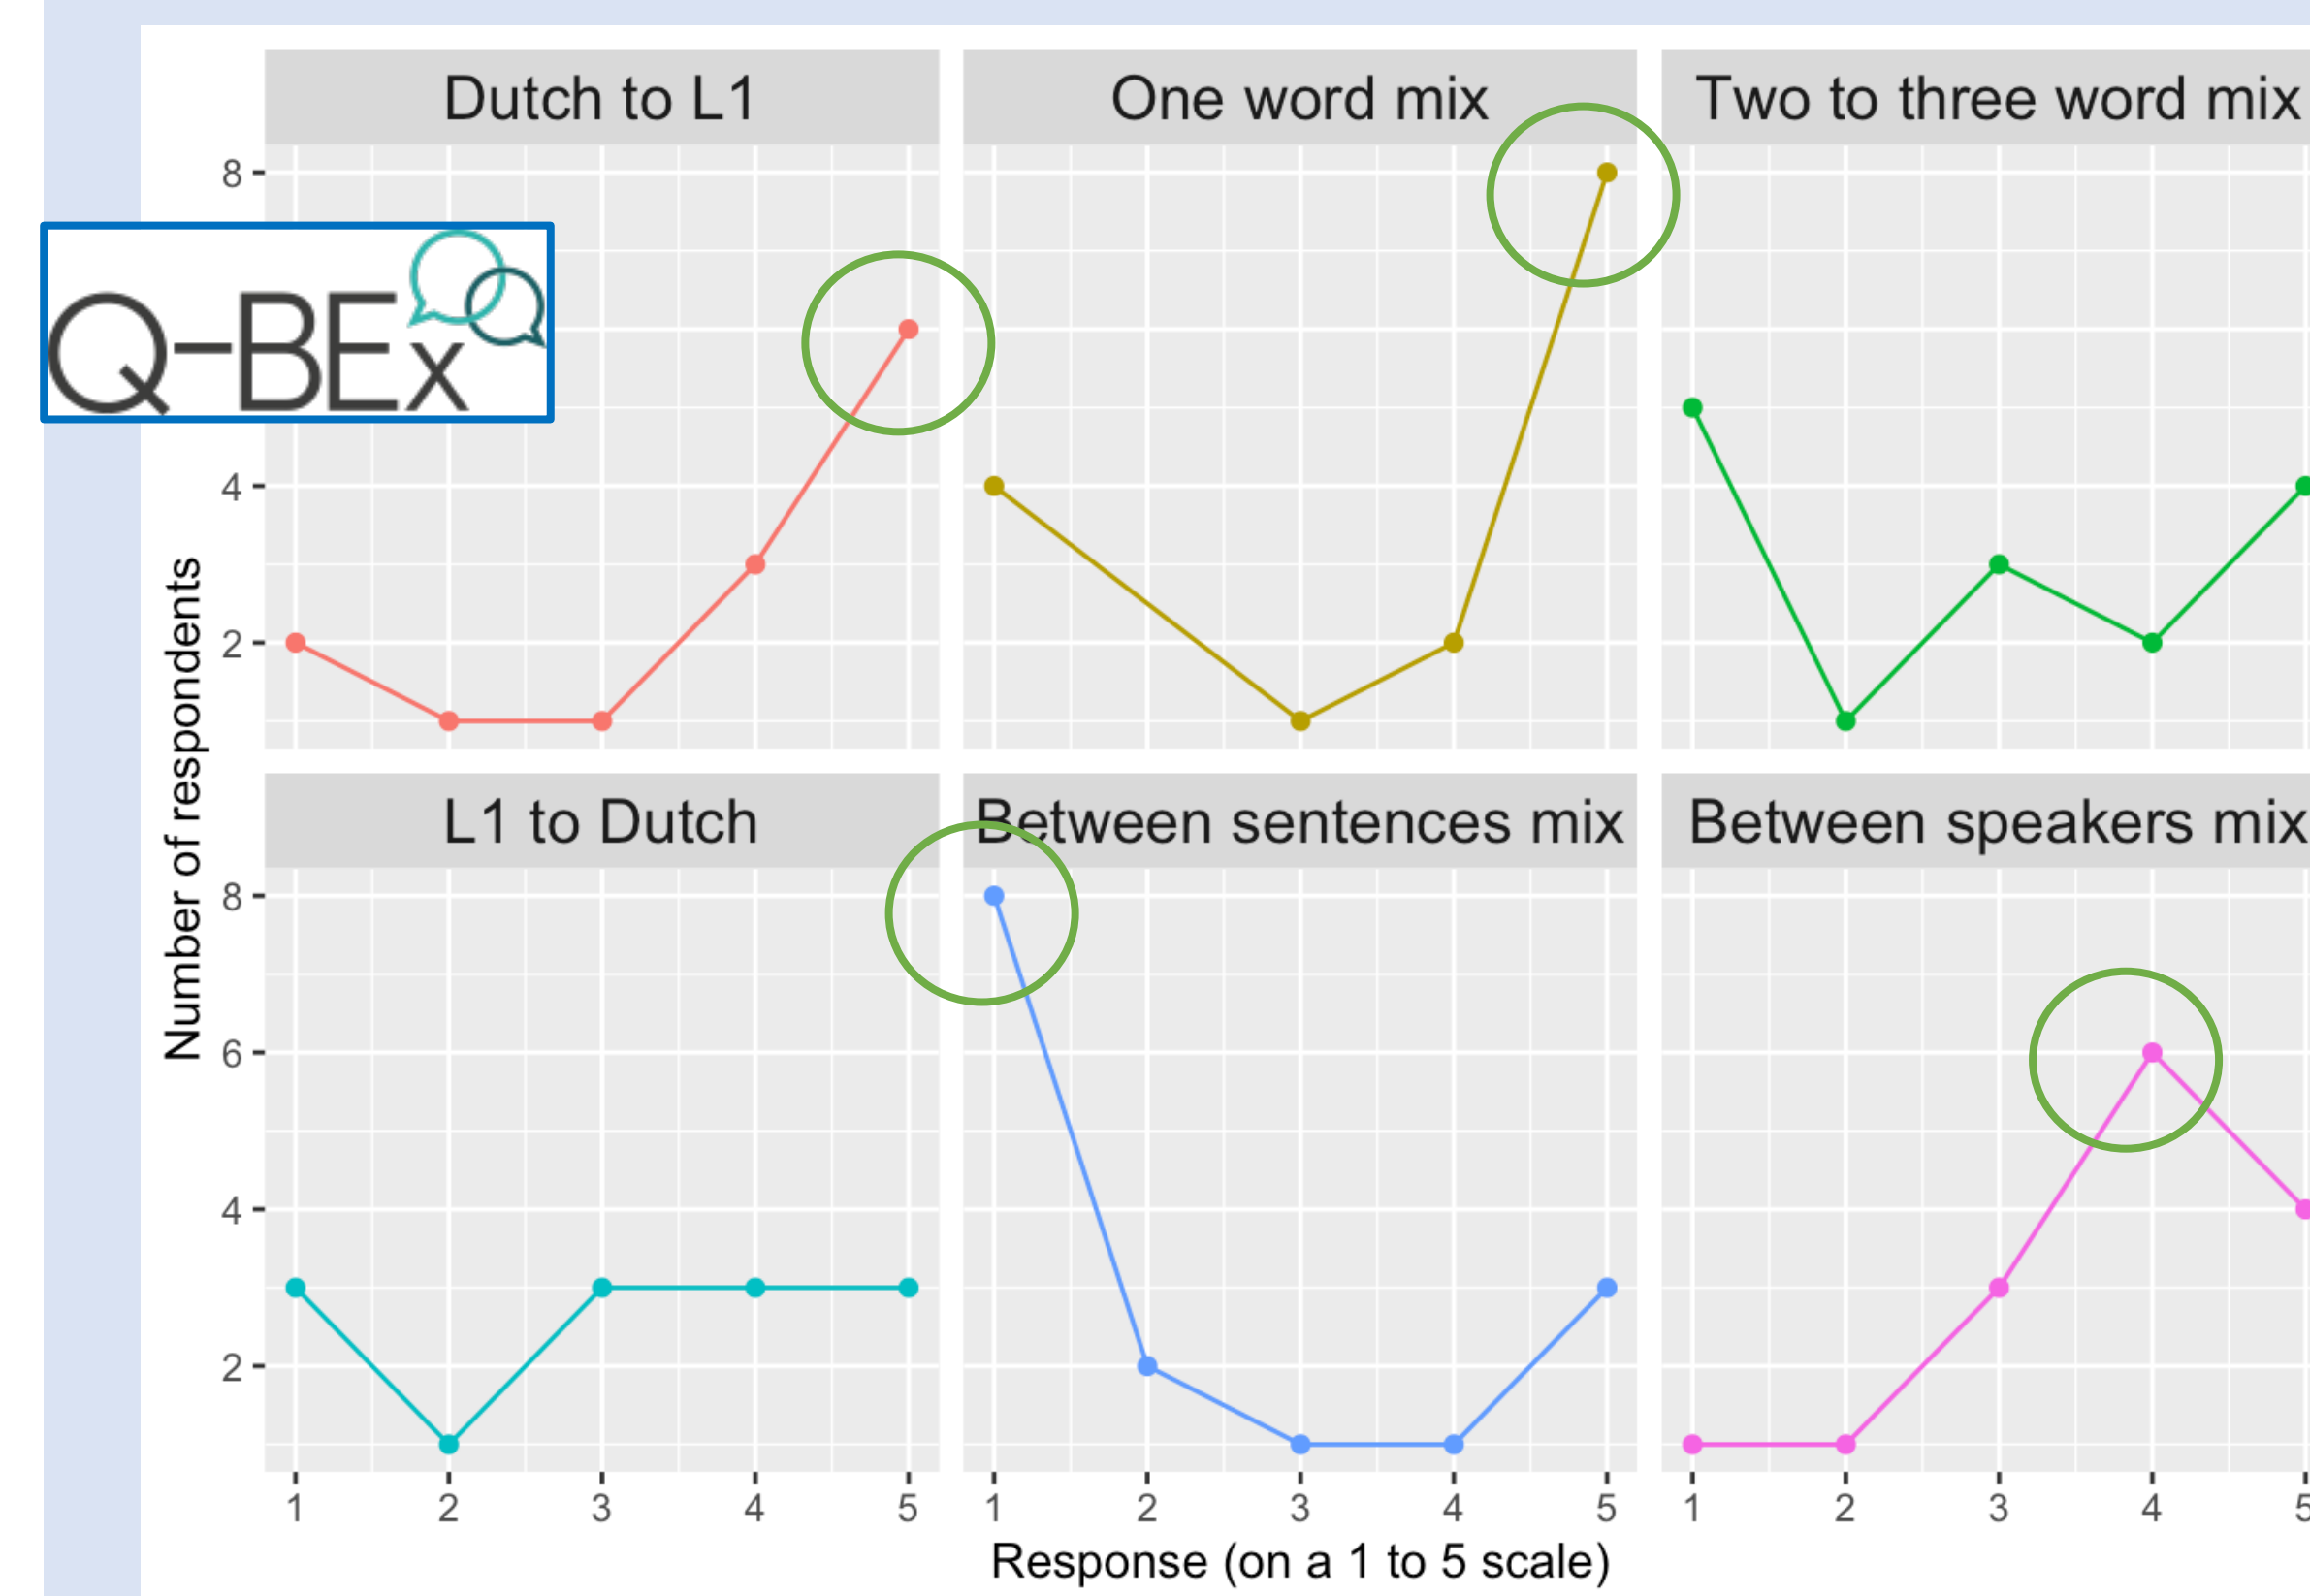 Dutch to L1
One word mix
Two to three word mix
8
Q-BEx
4
2
Number of respondents
L1 to Dutch
Between sentences mix
Between speakers mix
8
6
4
2
1 2 3 4 5
1 2 3 4 5
1 2 3 4 5
Response (on a 1 to 5 scale)